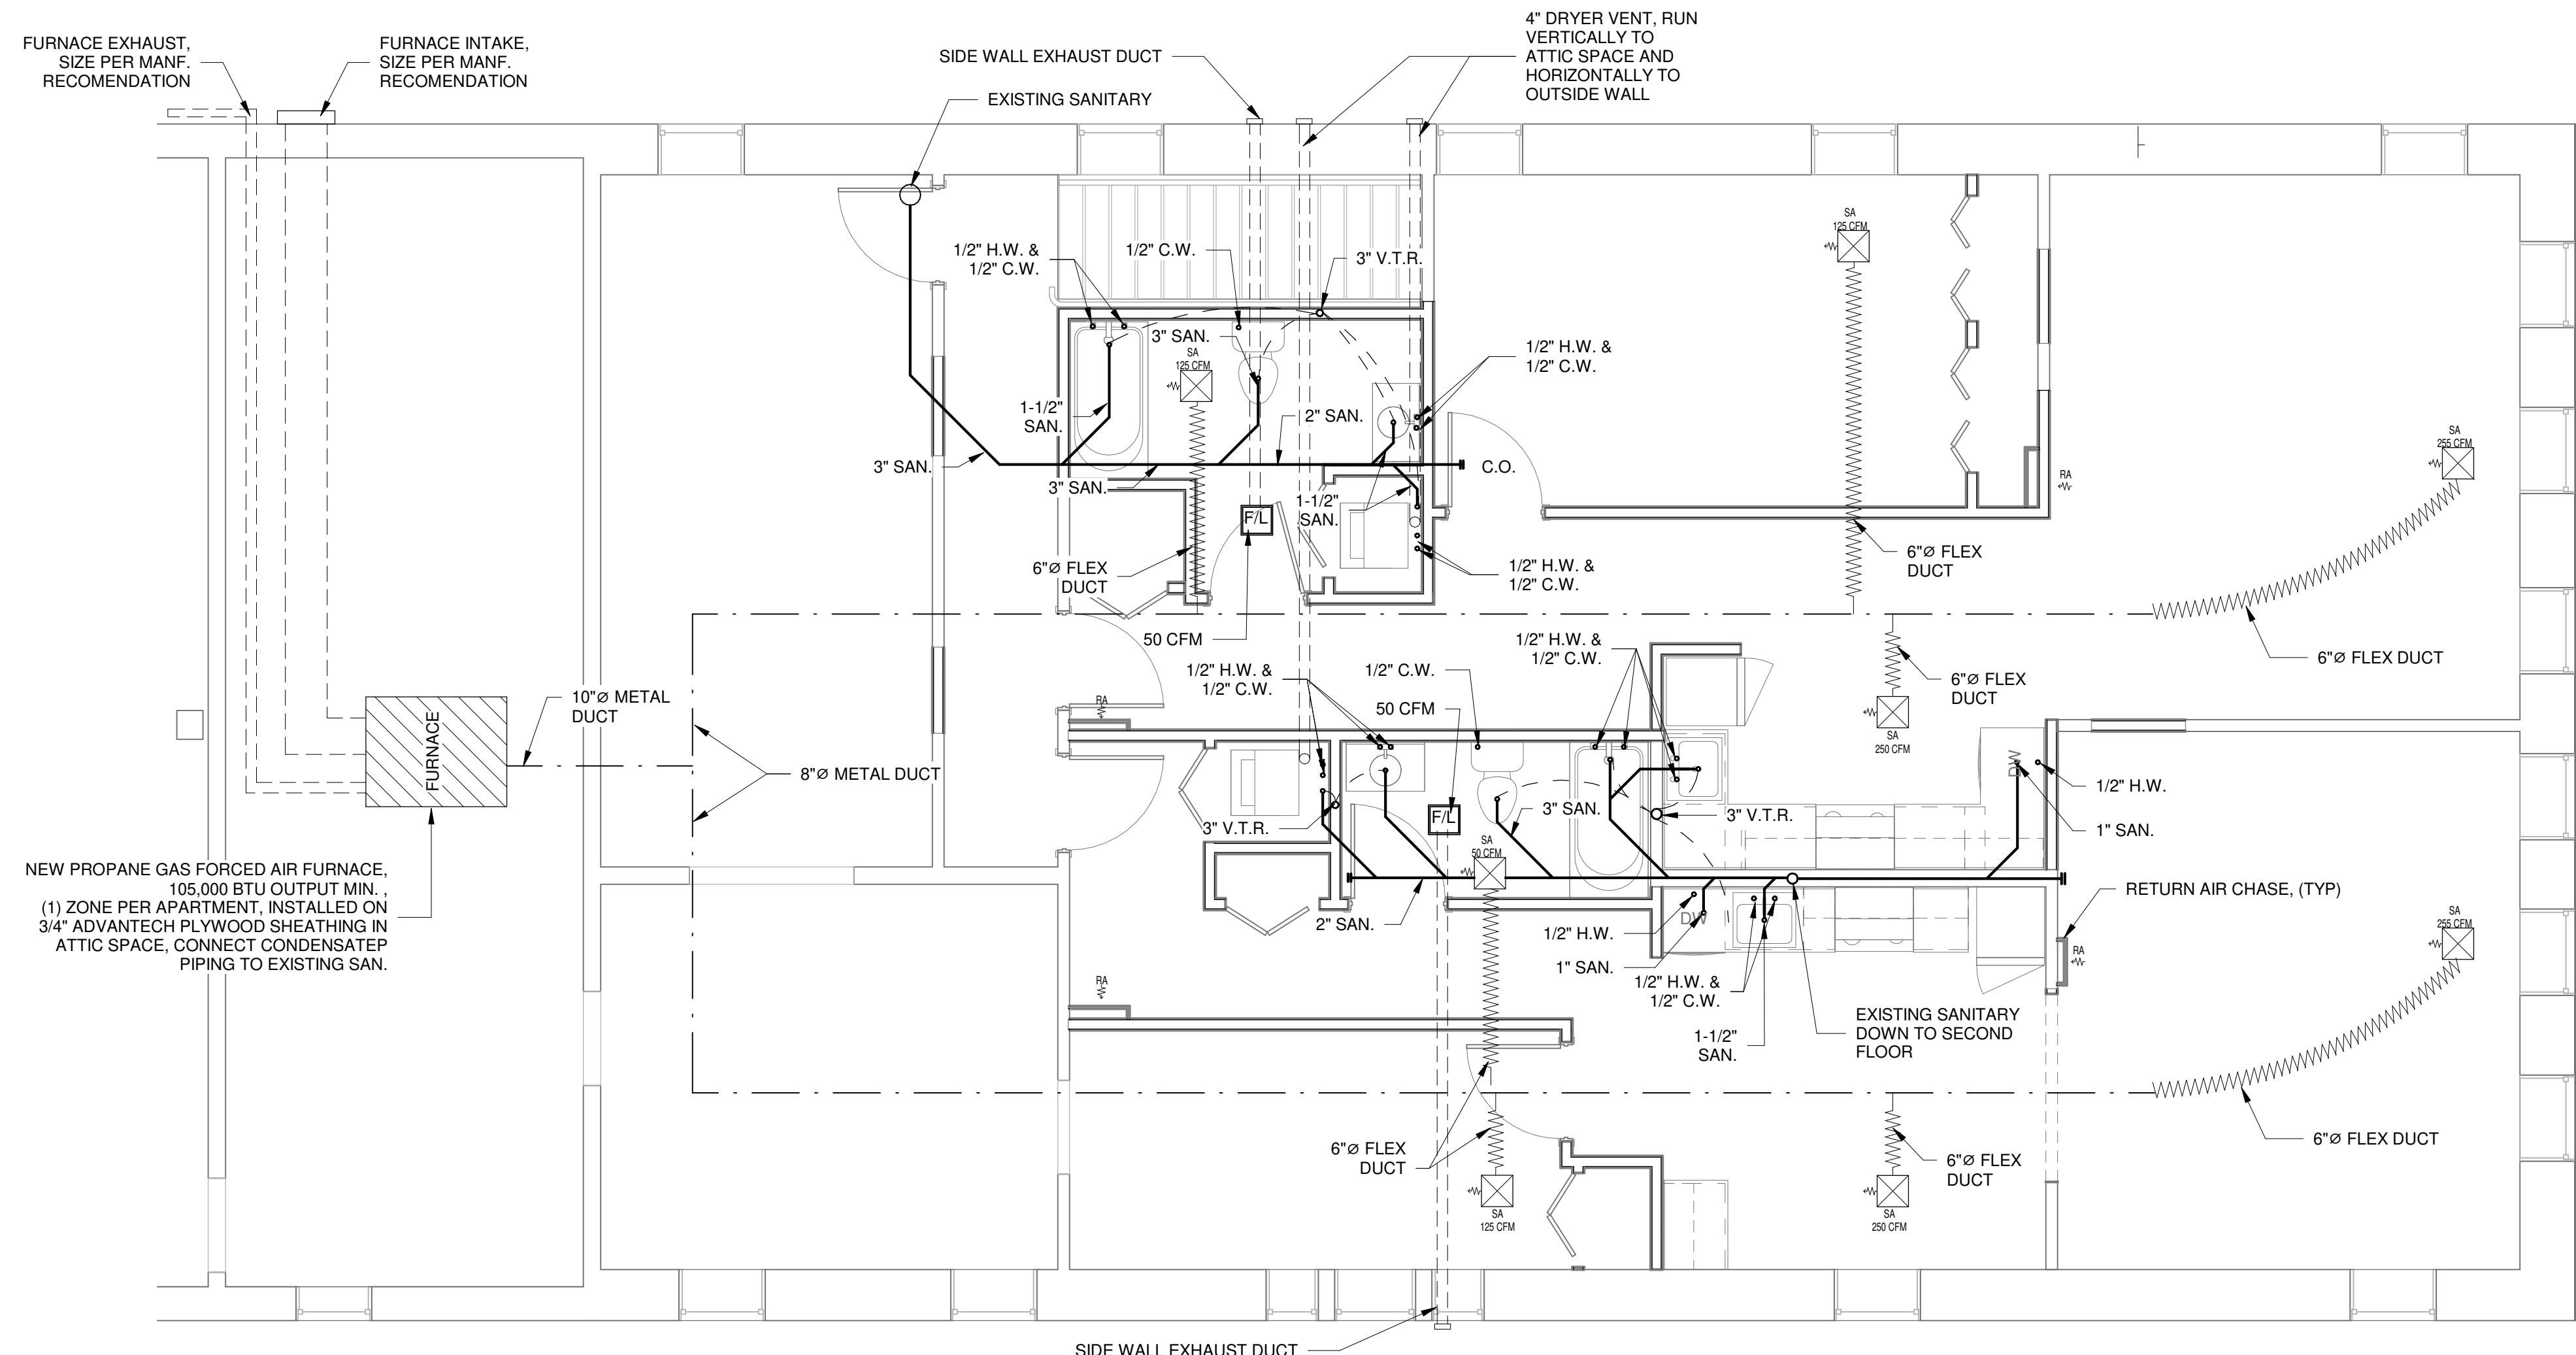 FURNACE EXHAUST,
SIZE PER MANF.
RECOMENDATION
FURNACE INTAKE,
SIZE PER MANF.
RECOMENDATION
SIDE WALL EXHAUST DUCT
4" DRYER VENT, RUN
VERTICALLY TO
ATTIC SPACE AND
HORIZONTALLY TO
OUTSIDE WALL
EXISTING SANITARY
1/2" H.W. &
1/2" C.W.
1/2" C.W.
3" V.T.R.
SA
125 CFM
3" SAN.
SA
125 CFM
1/2" H.W. &
1/2" C.W.
1-1/2"
SAN.
2" SAN.
3" SAN.
3" SAN.
C.O.
SA
255 CFM
RA
1-1/2"
SAN.
F/L
6"Ø FLEX
DUCT
1/2" H.W. &
1/2" C.W.
6"Ø FLEX
DUCT
50 CFM
1/2" H.W. &
1/2" C.W.
6"Ø FLEX DUCT
1/2" H.W. &
1/2" C.W.
1/2" C.W.
6"Ø FLEX
DUCT
10"Ø METAL
DUCT
RA
50 CFM
FURNACE
SA
250 CFM
8"Ø METAL DUCT
DW
1/2" H.W.
3" V.T.R.
F/L
3" SAN.
3" V.T.R.
1" SAN.
SA
50 CFM
NEW PROPANE GAS FORCED AIR FURNACE,
105,000 BTU OUTPUT MIN. ,
(1) ZONE PER APARTMENT, INSTALLED ON
3/4" ADVANTECH PLYWOOD SHEATHING IN
ATTIC SPACE, CONNECT CONDENSATEP
PIPING TO EXISTING SAN.
RETURN AIR CHASE, (TYP)
2" SAN.
DW
1/2" H.W.
SA
255 CFM
RA
1" SAN.
RA
1/2" H.W. &
1/2" C.W.
EXISTING SANITARY
DOWN TO SECOND
FLOOR
1-1/2"
SAN.
6"Ø FLEX
DUCT
6"Ø FLEX
DUCT
6"Ø FLEX DUCT
SA
125 CFM
SA
250 CFM
SIDE WALL EXHAUST DUCT